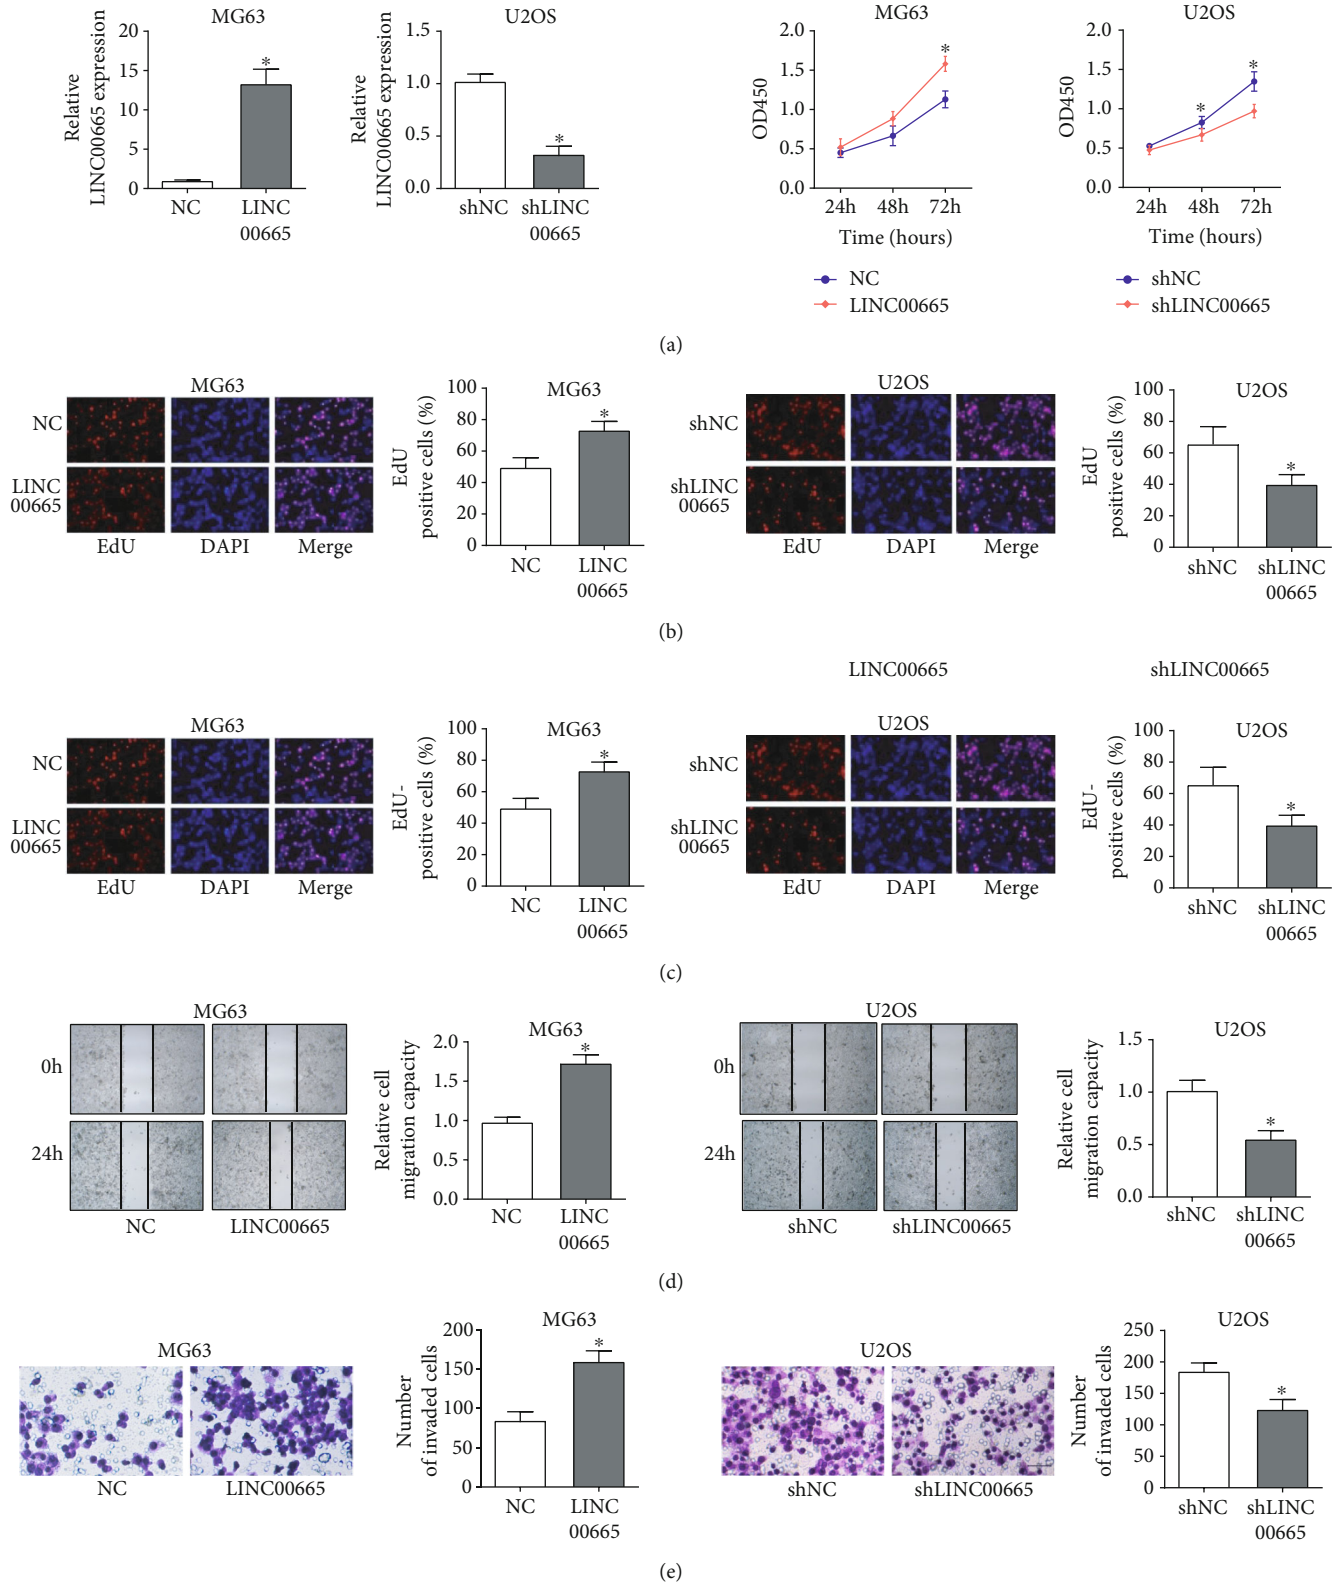 MG63
Relative
LINC00665 expression
20
15
10
5
0
*
NC
LINC
00665
U2OS
Relative
LINC00665 expression
1.5
1.0
0.5
0.0
*
shNC
shLINC
00665
MG63
OD450
2.0
1.5
1.0
0.5
0.0
*
24h 48h 72h
Time (hours)
NC
LINC00665
U2OS
OD450
2.0
1.5
1.0
0.5
0.0
* *
24h 48h 72h
Time (hours)
shNC
shLINC00665
(a)
MG63
NC
LINC
00665
EdU DAPI Merge
MG63
EdU
positive cells (%)
100
80
60
40
20
0
*
NC
LINC
00665
U2OS
shNC
shLINC
00665
EdU DAPI Merge
U2OS
EdU
positive cells (%)
100
80
60
40
20
0
*
shNC
shLINC
00665
(b)
LINC00665 shLINC00665
MG63
NC
LINC
00665
EdU DAPI Merge
MG63
EdU-
positive cells (%)
100
80
60
40
20
0
*
NC
LINC
00665
U2OS
shNC
shLINC
00665
EdU DAPI Merge
U2OS
EdU-
positive cells (%)
100
80
60
40
20
0
*
shNC
shLINC
00665
(c)
MG63
0h
24h
NC LINC00665
MG63
Relative cell
migration capacity
2.0
1.5
1.0
0.5
0.0
*
NC
LINC
00665
U2OS
0h
24h
shNC shLINC00665
U2OS
Relative cell
migration capacity
1.5
1.0
0.5
0.0
*
shNC
shLINC
00665
(d)
MG63
NC LINC00665
MG63
Number
of invaded cells
200
150
100
50
0
*
NC
LINC
00665
U2OS
shNC shLINC00665
U2OS
Number
of invaded cells
250
200
150
100
50
0
*
shNC
shLINC
00665
(e)